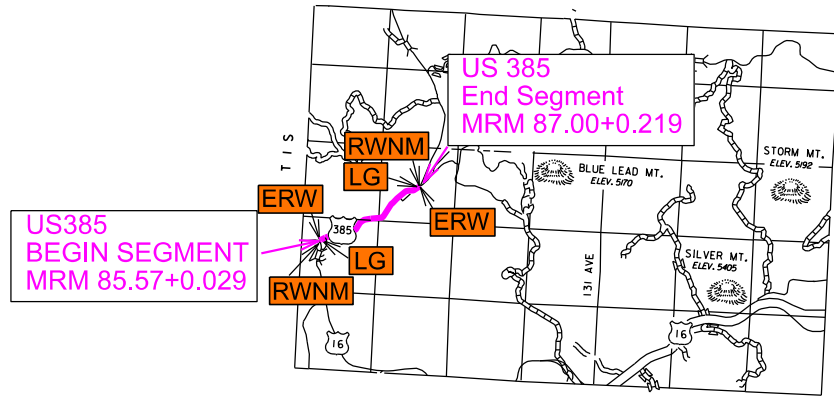 US 385
End Segment
MRM 87.00+0.219
RWNM
LG
ERW
T 1 S
STORM MT.
ELEV. 5192
BLUE LEAD MT.
ELEV. 5170
ERW
385
US385
BEGIN SEGMENT
MRM 85.57+0.029
LG
RWNM
SILVER MT.
ELEV. 5405
131 AVE
16
16